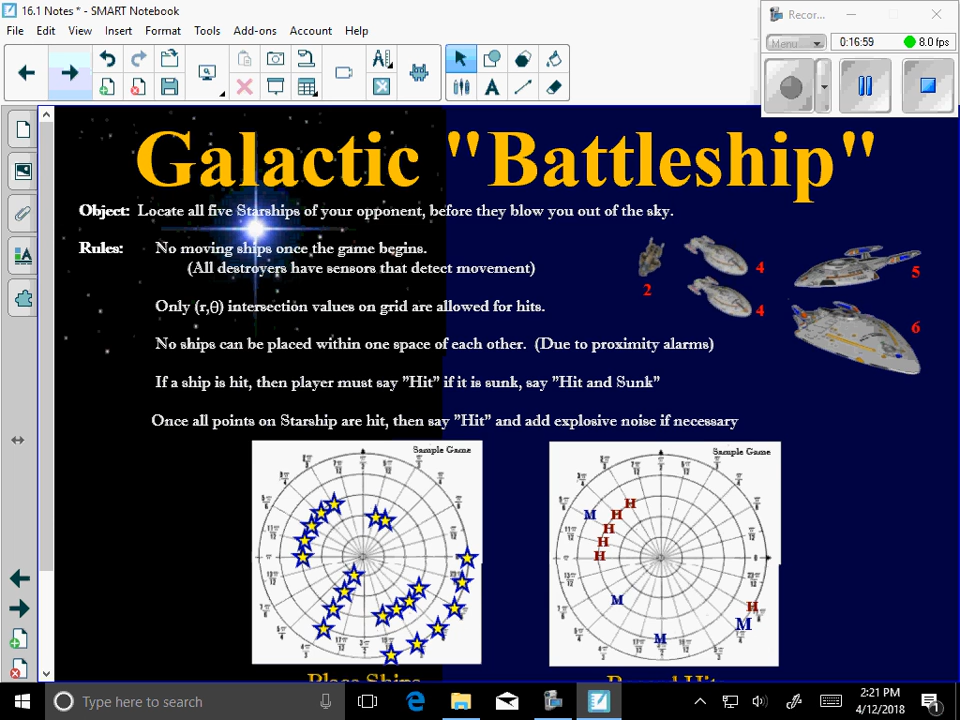 16.1 Notes * - SMART Notebook
Recor...
File Edit View Insert Format Tools Add-ons Account Help
Menu
0:16:59
8.0 fps
Galactic "Battleship"
Object: Locate all five Starships of your opponent, before they blow you out of the sky.
Rules: No moving ships once the game begins.
(All destroyers have sensors that detect movement)
2
4
5
Only (r,θ) intersection values on grid are allowed for hits.
4
6
No ships can be placed within one space of each other. (Due to proximity alarms)
If a ship is hit, then player must say "Hit" if it is sunk, say "Hit and Sunk"
Once all points on Starship are hit, then say "Hit" and add explosive noise if necessary
Sample Game
Sample Game
H
M H
H
H
H
M
H
M
M
Place Ships
Record Hit
Type here to search
2:21 PM
4/12/2018
1